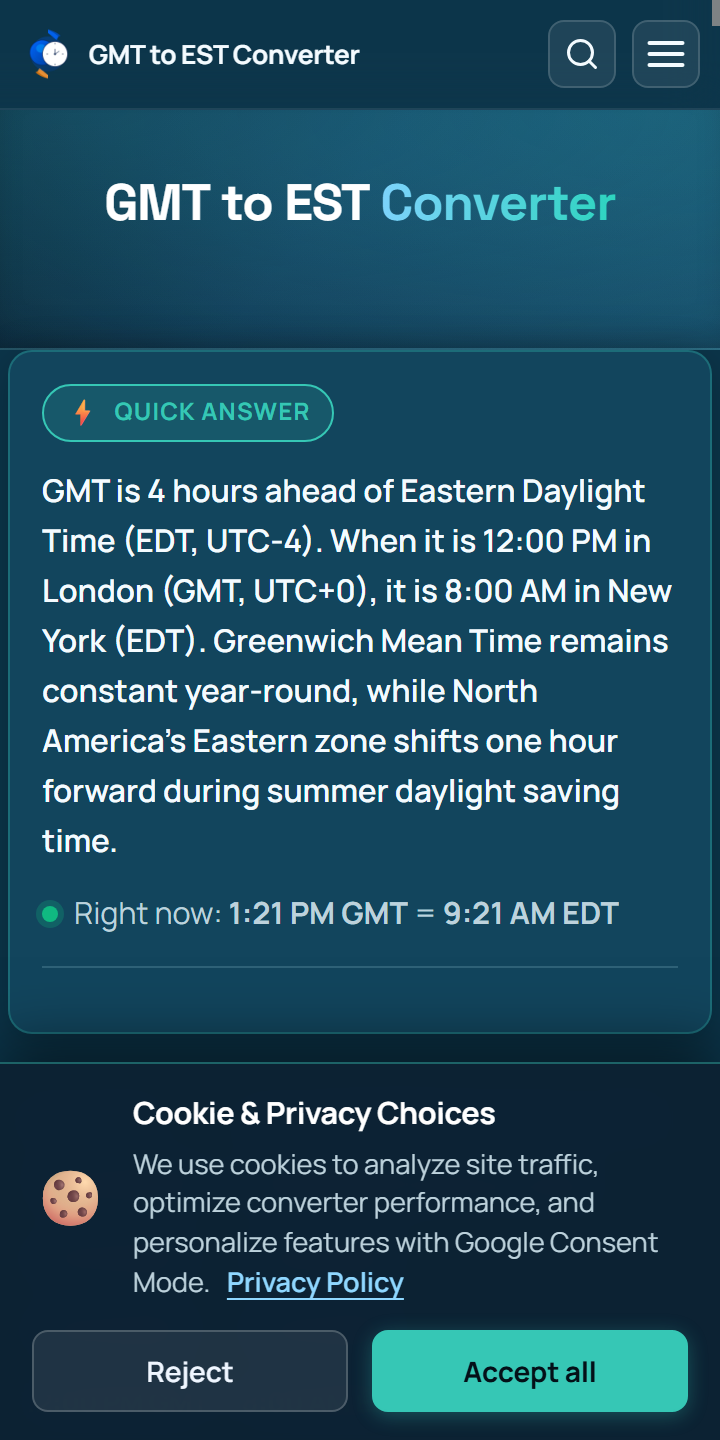 GMT to EST Converter
GMT to EST Converter
QUICK ANSWER
GMT is 4 hours ahead of Eastern Daylight
Time (EDT, UTC-4). When it is 12:00 PM in
London (GMT, UTC+0), it is 8:00 AM in New
York (EDT). Greenwich Mean Time remains
constant year-round, while North
America’s Eastern zone shifts one hour
forward during summer daylight saving
time.
Right now: 1:21 PM GMT = 9:21 AM EDT
Cookie & Privacy Choices
We use cookies to analyze site traffic,
optimize converter performance, and
personalize features with Google Consent
Mode. Privacy Policy
Reject
Accept all